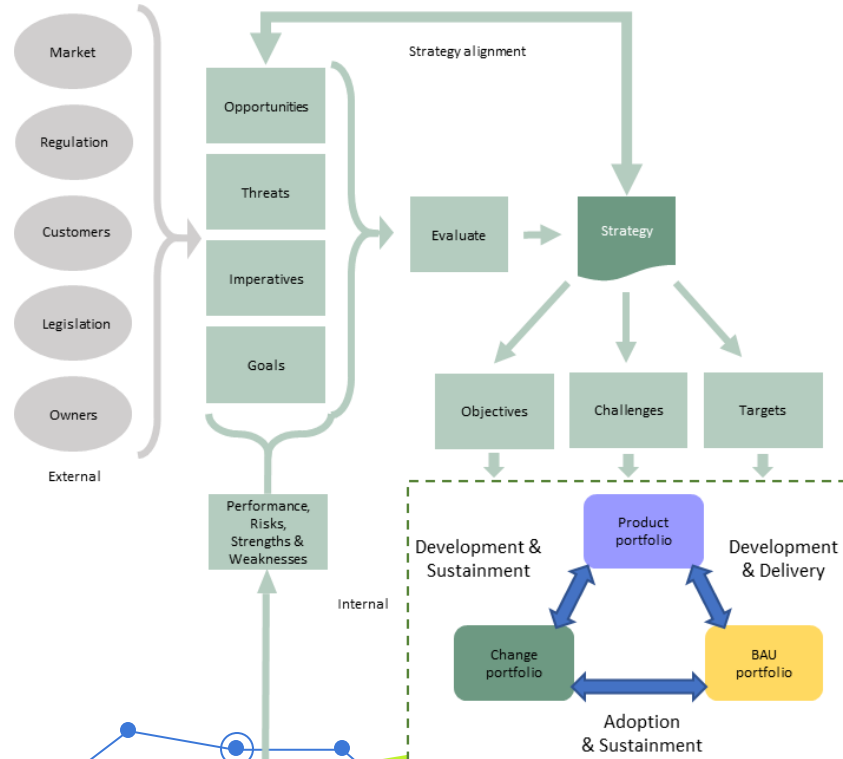 Market
Regulation
Customers
Legislation
Owners
External
Opportunities
Threats
Imperatives
Goals
Performance,
Risks,
Strengths &
Weaknesses
Internal
Strategy alignment
Evaluate
Strategy
Objectives
Challenges
Targets
Product
portfolio
Development &
Sustainment
Development
& Delivery
Change
portfolio
BAU
portfolio
Adoption
& Sustainment